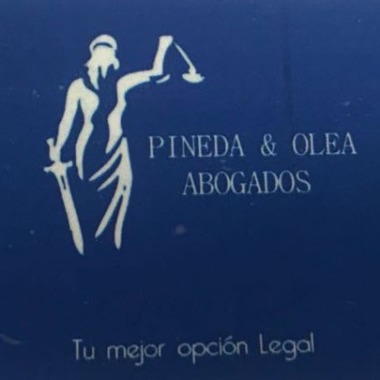 PINEDA & OLEA
ABOGADOS
Tu mejor opción Legal